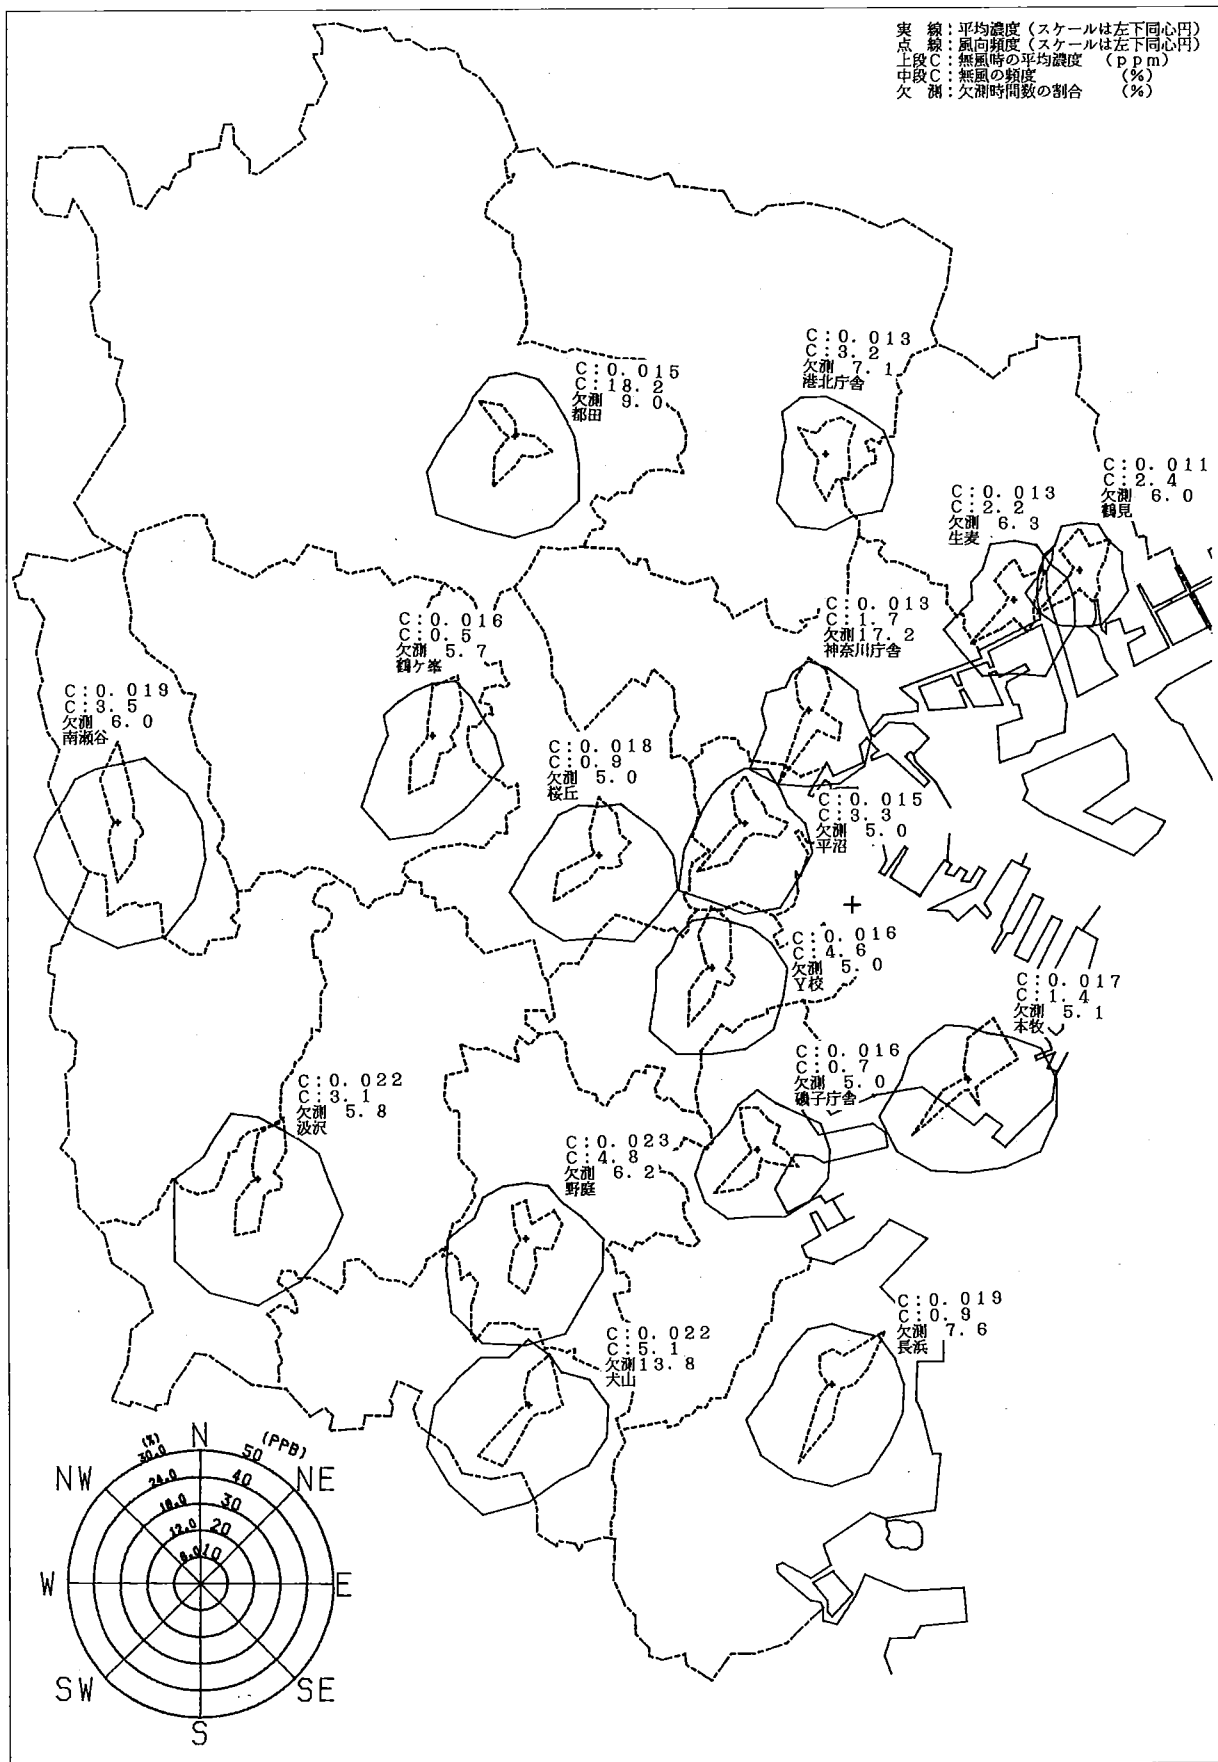 実 線：平均濃度（スケールは左下同心円）
点 線：風向頻度（スケールは左下同心円）
上段C：無風時の平均濃度 （ppm）
中段C：無風の頻度 （%）
欠 測：欠測時間数の割合 （%）
C：0．013
C：3．2
欠測 7．1
港北庁舎
C：0．015
C：18．2
欠測 9．0
都田
C：0．011
C：2．4
欠測 6．0
鶴見
C：0．013
C：2．2
欠測 6．3
生麦
C：0．013
C：1．7
欠測17．2
神奈川庁舎
C：0．016
C：0．5
欠測 5．7
鶴ケ峯
C：0．019
C：3．5
欠測 6．0
南瀬谷
C：0．018
C：0．9
欠測 5．0
桜丘
C：0．015
C：3．3
欠測 5．0
平沼
C：0．016
C：4．6
欠測 5．0
Y校
C：0．017
C：1．4
欠測 5．1
本牧
C：0．016
C：0．7
欠測 5．0
磯子庁舎
C：0．022
C：3．1
欠測 5．8
汲沢
C：0．023
C：4．8
欠測 6．2
野庭
C：0．019
C：0．9
欠測 7．6
長浜
C：0．022
C：5．1
欠測13．8
犬山
N
(%) (PPB)
30.0 50
NW 24.0 40 NE
18.0 30
12.0 20
6.0 10
W E
SW SE
S